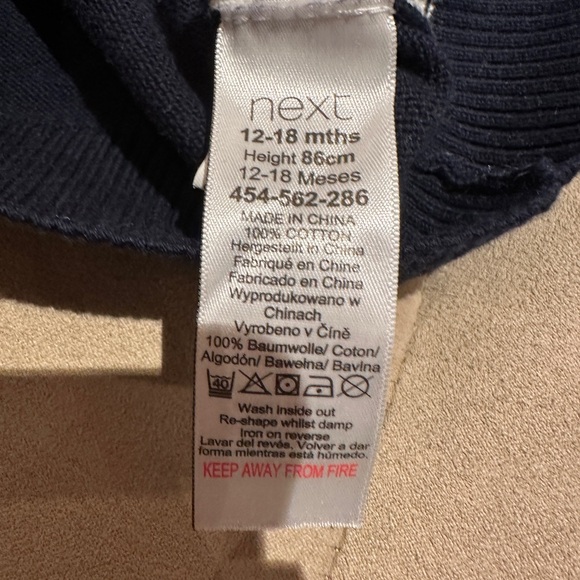 next
12-18 mths
Height 86cm
12-18 Meses
454-562-286
MADE IN CHINA
100% COTTON
Hergestellt in China
Fabriqué en Chine
Fabricado en China
Wyprodukowano w
Chinach
Vyrobeno v Číně
100% Baumwolle/ Coton/
Algodón/ Bawełna/ Bavlna
40
Wash inside out
Re-shape whilst damp
Iron on reverse
Lavar del revés. Volver a dar
forma mientras está húmedo.
KEEP AWAY FROM FIRE